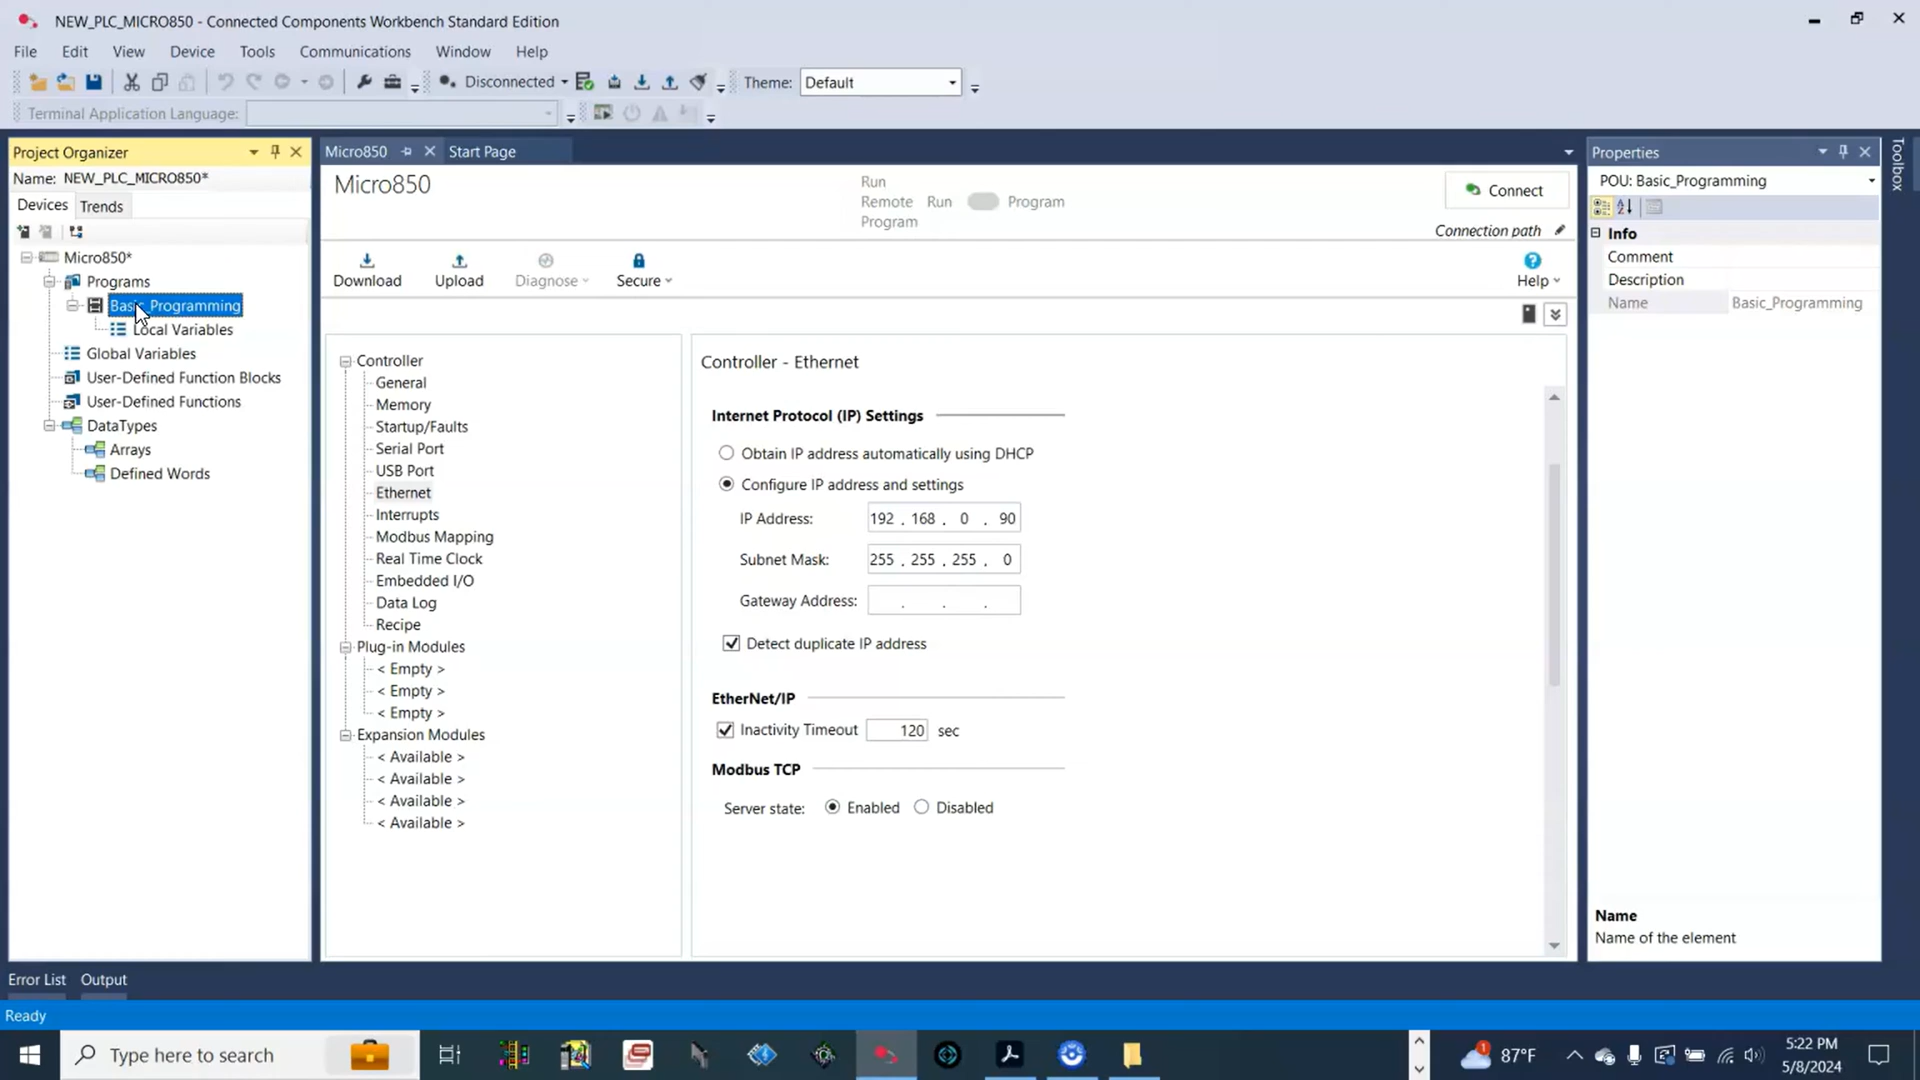 NEW_PLC_MICRO850 - Connected Components Workbench Standard Edition
File Edit View Device Tools Communications Window Help
Disconnected Theme: Default
Terminal Application Language:
Project Organizer
Name: NEW_PLC_MICRO850*
Devices Trends
Micro850*
Programs
Basic_Programming
Local Variables
Global Variables
User-Defined Function Blocks
User-Defined Functions
DataTypes
Arrays
Defined Words
Micro850 Start Page
Micro850
Run
Remote Run Program
Program
Connect
Connection path
Download Upload Diagnose Secure Help
Controller
General
Memory
Startup/Faults
Serial Port
USB Port
Ethernet
Interrupts
Modbus Mapping
Real Time Clock
Embedded I/O
Data Log
Recipe
Plug-in Modules
< Empty >
< Empty >
< Empty >
Expansion Modules
< Available >
< Available >
< Available >
< Available >
Controller - Ethernet
Internet Protocol (IP) Settings
Obtain IP address automatically using DHCP
Configure IP address and settings
IP Address: 192 . 168 . 0 . 90
Subnet Mask: 255 . 255 . 255 . 0
Gateway Address: . . .
Detect duplicate IP address
EtherNet/IP
Inactivity Timeout 120 sec
Modbus TCP
Server state: Enabled Disabled
Properties
POU: Basic_Programming
Info
Comment
Description
Name Basic_Programming
Name
Name of the element
Toolbox
Error List Output
Ready
Type here to search
1
87°F
5:22 PM
5/8/2024